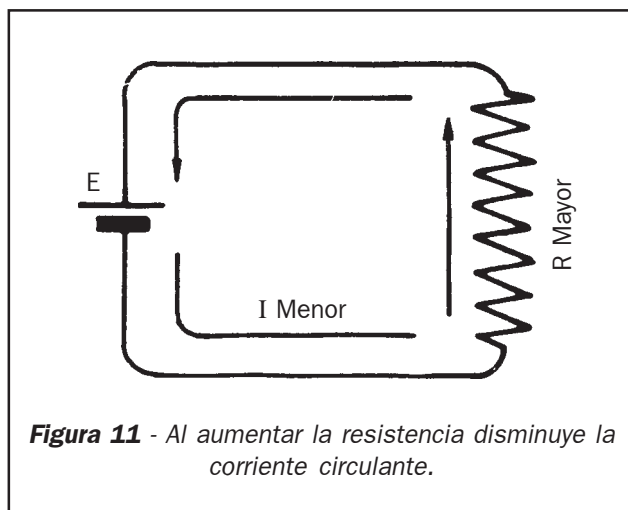 E
I Menor
R Mayor
Figura 11 - Al aumentar la resistencia disminuye la
corriente circulante.